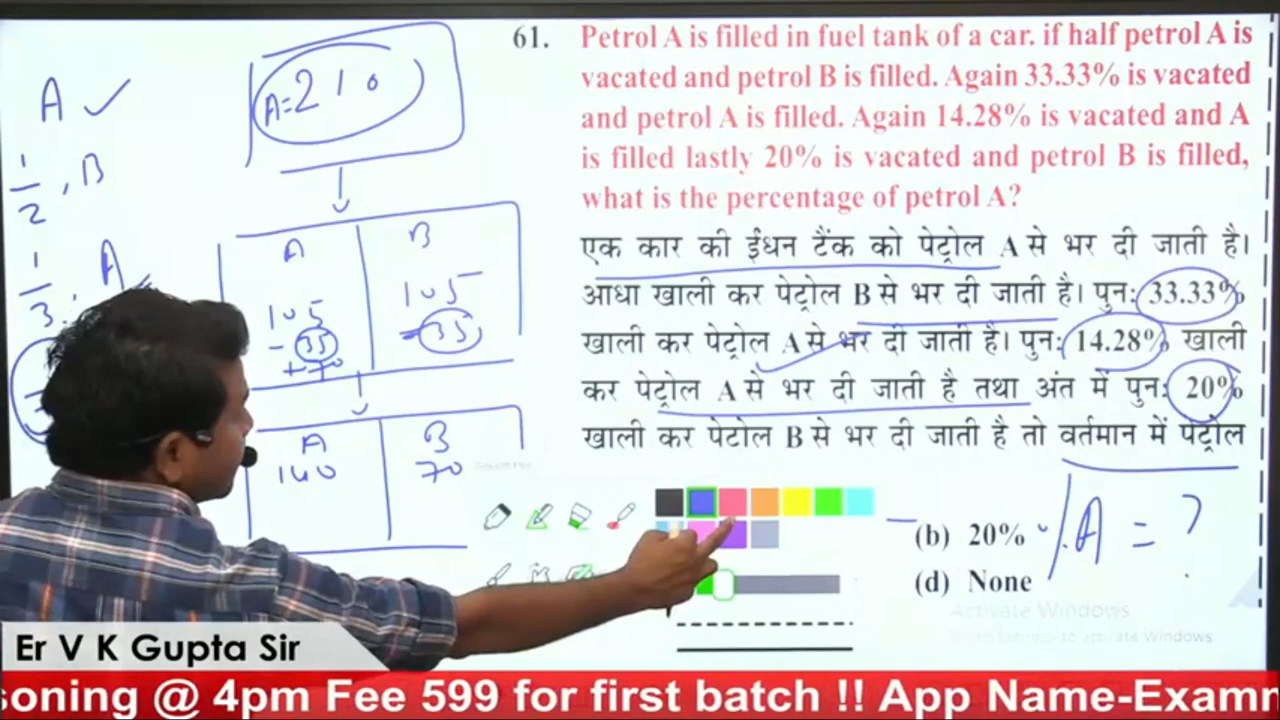 61. Petrol A is filled in fuel tank of a car. if half petrol A is
vacated and petrol B is filled. Again 33.33% is vacated
and petrol A is filled. Again 14.28% is vacated and A
is filled lastly 20% is vacated and petrol B is filled,
what is the percentage of petrol A?
एक कार की ईंधन टैंक को पेट्रोल A से भर दी जाती है।
आधा खाली कर पेट्रोल B से भर दी जाती है। पुन: 33.33%
खाली कर पेट्रोल A से भर दी जाती है। पुन: 14.28% खाली
कर पेट्रोल A से भर दी जाती है तथा अंत में पुन: 20%
खाली कर पेटोल B से भर दी जाती है तो वर्तमान में पेट्रोल
(b) 20%
(d) None
% A = ?
A ✓
1/2, B
1/3, A
A=210
A B
105 105
-35 -35
+70
A B
140 70
Activate Windows
Er V K Gupta Sir
soning @ 4pm Fee 599 for first batch !! App Name-Examn